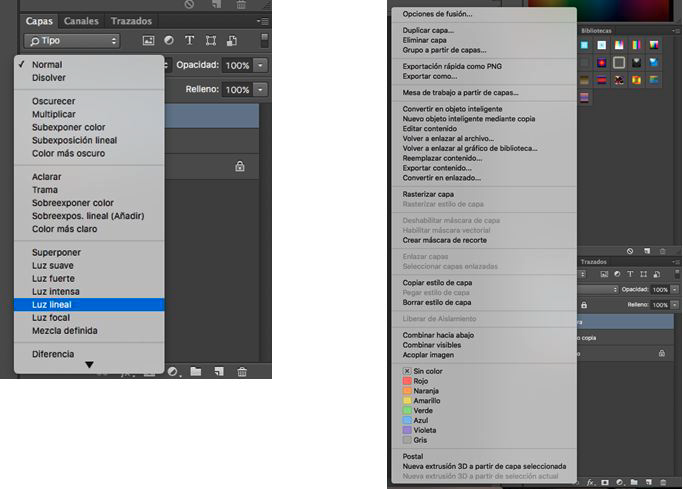 Capas Canales Trazados
Tipo
Normal
Disolver
Opacidad: 100%
Relleno: 100%
Oscurecer
Multiplicar
Subexponer color
Subexposición lineal
Color más oscuro
Aclarar
Trama
Sobreexponer color
Sobreexpos. lineal (Añadir)
Color más claro
Superponer
Luz suave
Luz fuerte
Luz intensa
Luz lineal
Luz focal
Mezcla definida
Diferencia
fx
Opciones de fusión...
Duplicar capa...
Eliminar capa
Grupo a partir de capas...
Exportación rápida como PNG
Exportar como...
Mesa de trabajo a partir de capas...
Convertir en objeto inteligente
Nuevo objeto inteligente mediante copia
Editar contenido
Volver a enlazar al archivo...
Volver a enlazar al gráfico de biblioteca...
Reemplazar contenido...
Exportar contenido...
Convertir en enlazado...
Rasterizar capa
Rasterizar estilo de capa
Deshabilitar máscara de capa
Habilitar máscara vectorial
Crear máscara de recorte
Enlazar capas
Seleccionar capas enlazadas
Copiar estilo de capa
Pegar estilo de capa
Borrar estilo de capa
Liberar de Aislamiento
Combinar hacia abajo
Combinar visibles
Acoplar imagen
Sin color
Rojo
Naranja
Amarillo
Verde
Azul
Violeta
Gris
Postal
Nueva extrusión 3D a partir de capa seleccionada
Nueva extrusión 3D a partir de selección actual
Bibliotecas
Trazados
Opacidad: 100%
Relleno: 100%
copia
fx